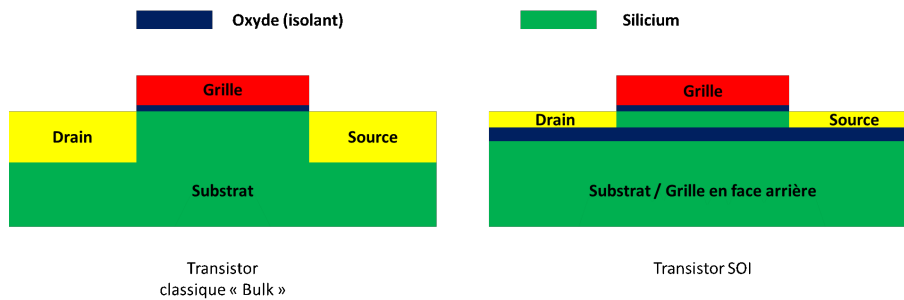 Oxyde (isolant)
Silicium
Grille
Drain
Source
Substrat
Transistor
classique « Bulk »
Grille
Drain
Source
Substrat / Grille en face arrière
Transistor SOI